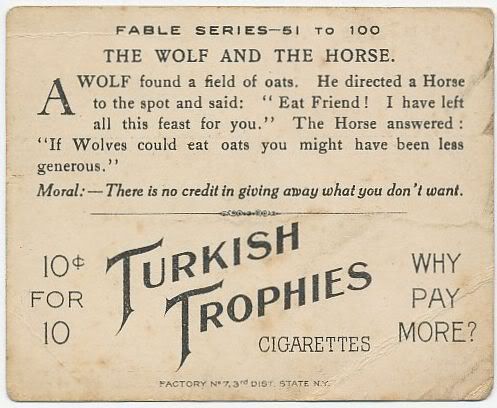 FABLE SERIES—51 TO 100
THE WOLF AND THE HORSE.
A WOLF found a field of oats. He directed a Horse
to the spot and said: "Eat Friend! I have left
all this feast for you." The Horse answered:
"If Wolves could eat oats you might have been less
generous."
Moral:—There is no credit in giving away what you don't want.
10¢
FOR
10
TURKISH
TROPHIES
CIGARETTES
WHY
PAY
MORE?
FACTORY No 7, 3rd DIST. STATE N.Y.